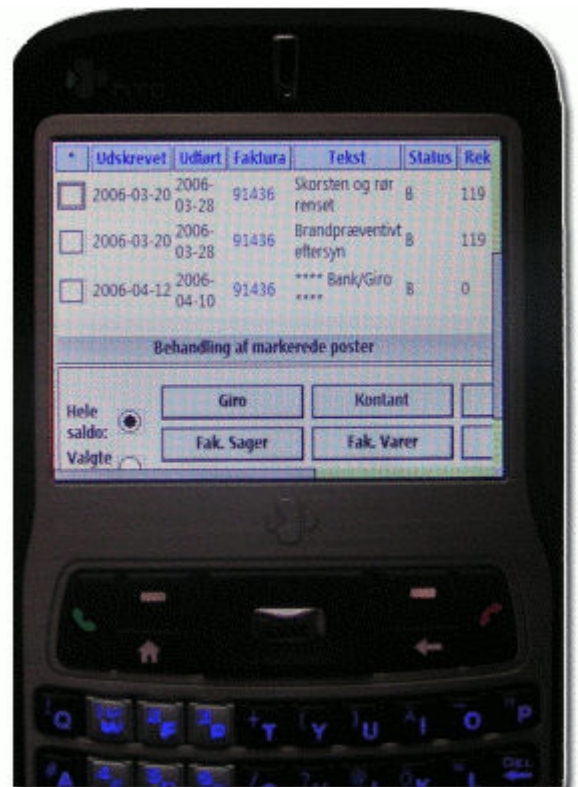 * Udskrevet Udført Faktura Tekst Status Rek
2006-03-20 2006-03-28 91436 Skorsten og rør renset B 119
2006-03-20 2006-03-28 91436 Brandpræventivt eftersyn B 119
2006-04-12 2006-04-10 91436 **** Bank/Giro **** B 0
Behandling af markerede poster
Hele saldo: Giro Kontant
Valgte Fak. Sager Fak. Varer
Q W F R T Y U I O P
A K L DEL